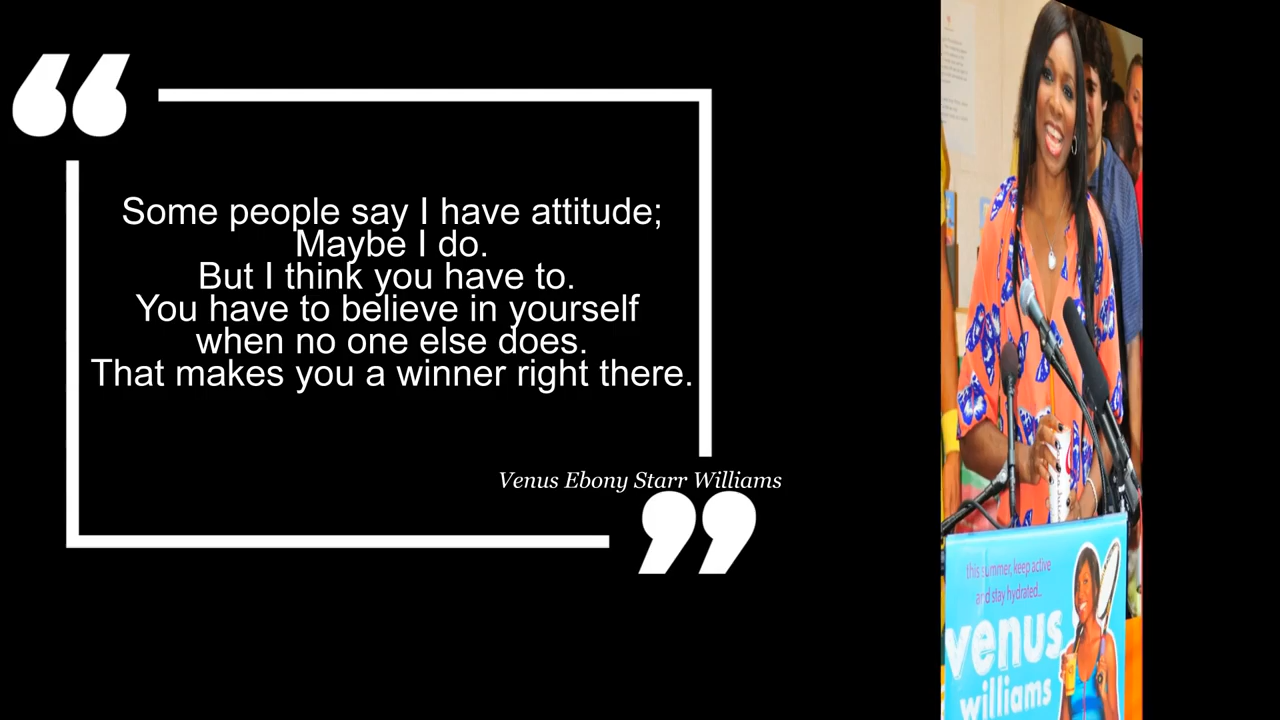 Some people say I have attitude;
Maybe I do.
But I think you have to.
You have to believe in yourself
when no one else does.
That makes you a winner right there.
Venus Ebony Starr Williams
this summer, keep active
and stay hydrated...
venus
williams